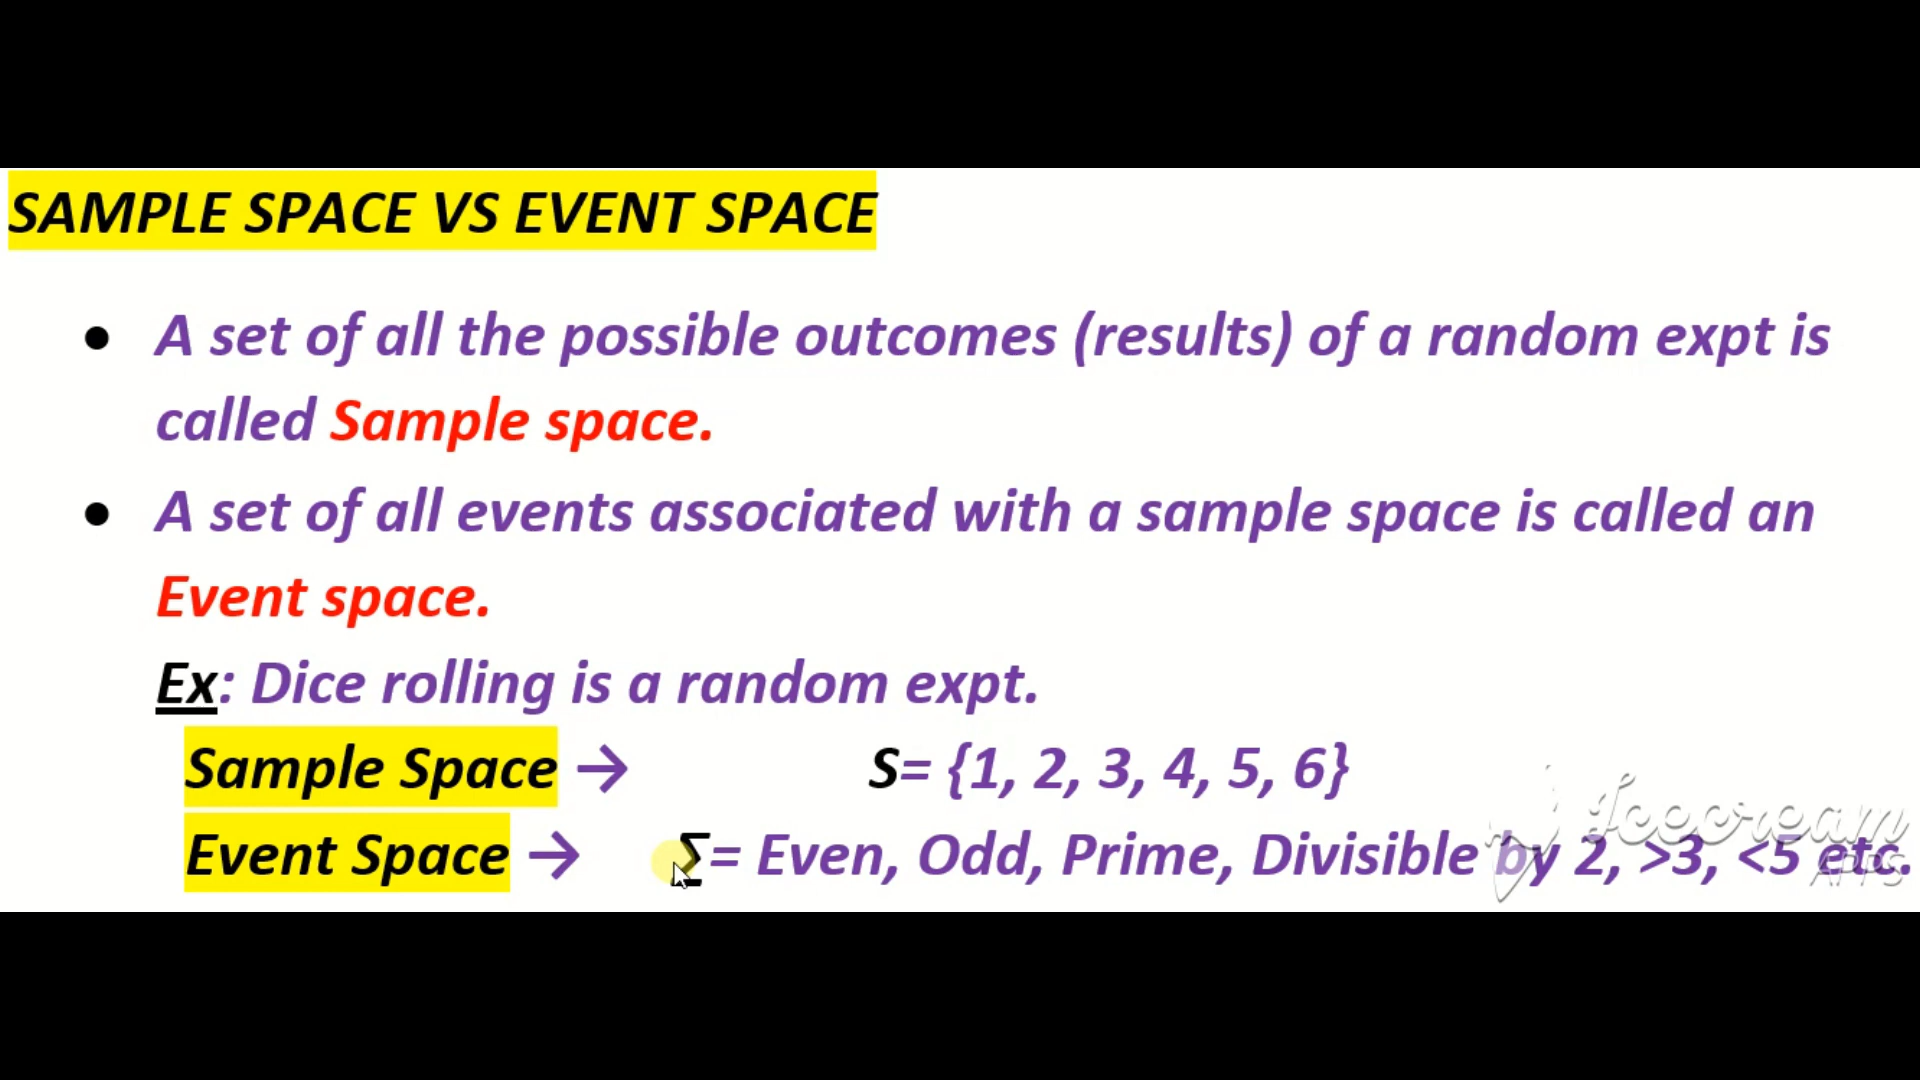 SAMPLE SPACE VS EVENT SPACE
• A set of all the possible outcomes (results) of a random expt is
called Sample space.
• A set of all events associated with a sample space is called an
Event space.
Ex: Dice rolling is a random expt.
Sample Space → S= {1, 2, 3, 4, 5, 6}
Event Space → Σ= Even, Odd, Prime, Divisible by 2, >3, <5 etc.
Icecream
APPS